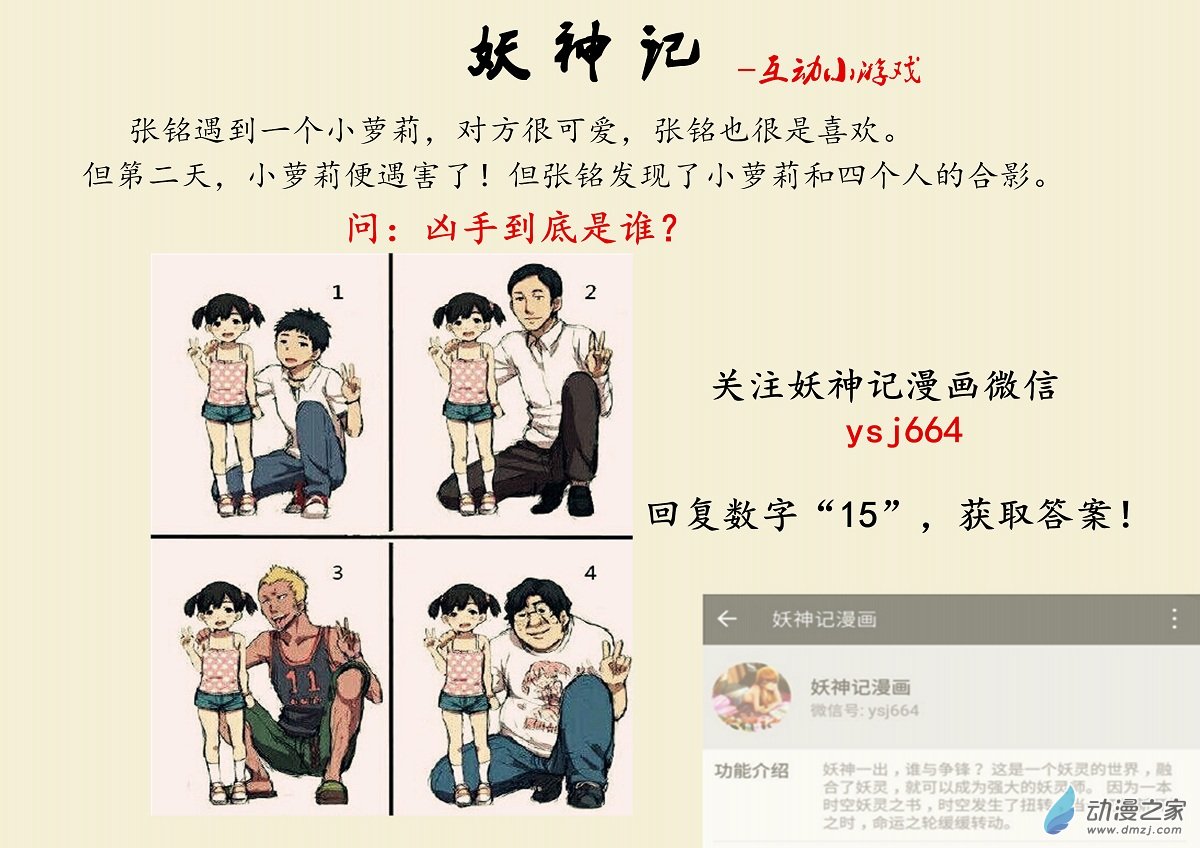 妖神记
-互动小游戏
张铭遇到一个小萝莉，对方很可爱，张铭也很是喜欢。
但第二天，小萝莉便遇害了！但张铭发现了小萝莉和四个人的合影。
问：凶手到底是谁？
1
2
3
11
4
关注妖神记漫画微信
ysj664
回复数字“15”，获取答案！
妖神记漫画
妖神记漫画
微信号: ysj664
功能介绍
妖神一出，谁与争锋？这是一个妖灵的世界，融
合了妖灵，就可以成为强大的妖灵师。因为一本
时空妖灵之书，时空发生了扭转
之时，命运之轮缓缓转动。
动漫之家
www.dmzj.com